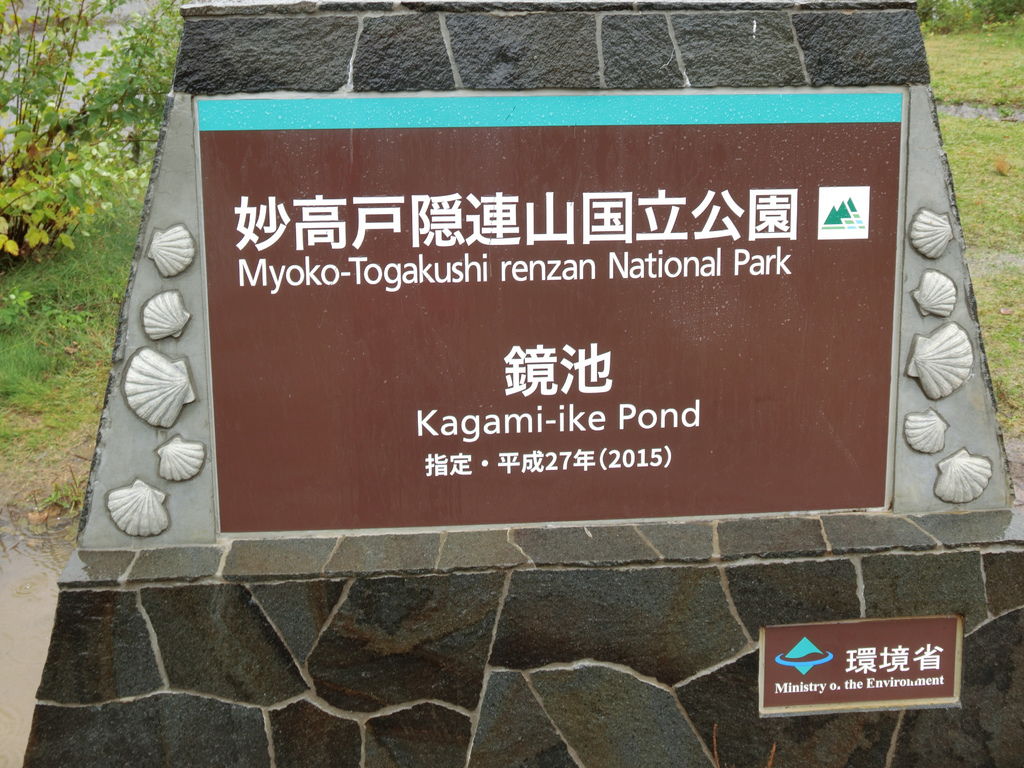 妙高戸隠連山国立公園
Myoko-Togakushi renzan National Park
鏡池
Kagami-ike Pond
指定・平成27年(2015)
環境省
Ministry o. the Environment